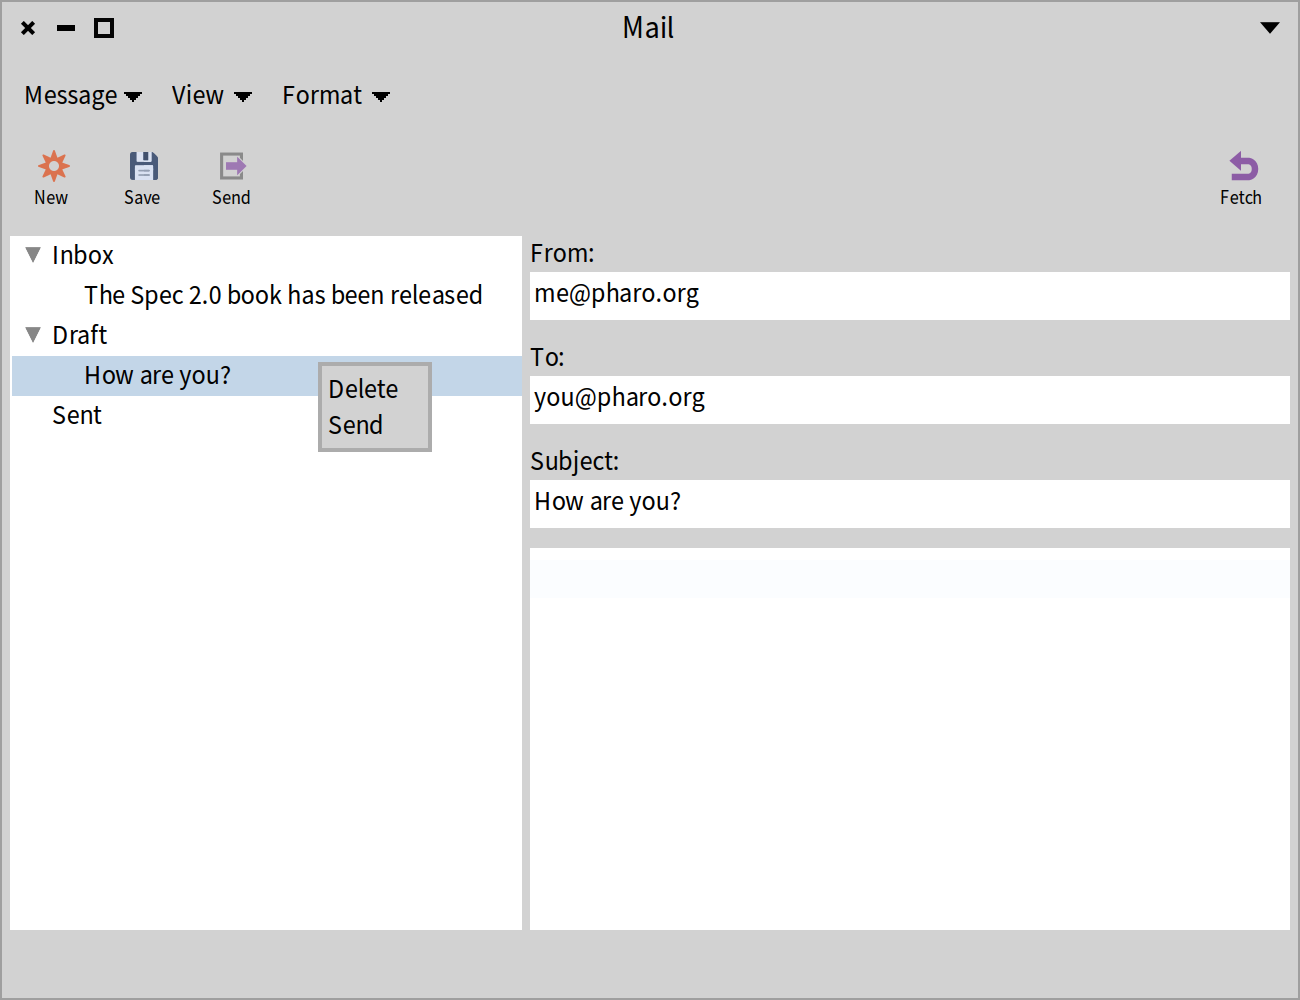 Mail
Message View Format
New Save Send Fetch
Inbox
The Spec 2.0 book has been released
Draft
How are you?
Sent
Delete
Send
From:
me@pharo.org
To:
you@pharo.org
Subject:
How are you?